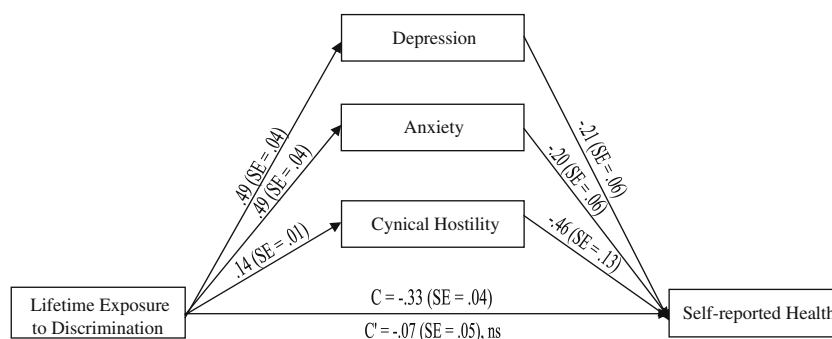 Depression
.49 (SE = .04)
-.21 (SE = .06)
Anxiety
.49 (SE = .04)
-.20 (SE = .06)
Cynical Hostility
.14 (SE = .01)
-.46 (SE = .13)
Lifetime Exposure
to Discrimination
C = -.33 (SE = .04)
C' = -.07 (SE = .05), ns
Self-reported Health